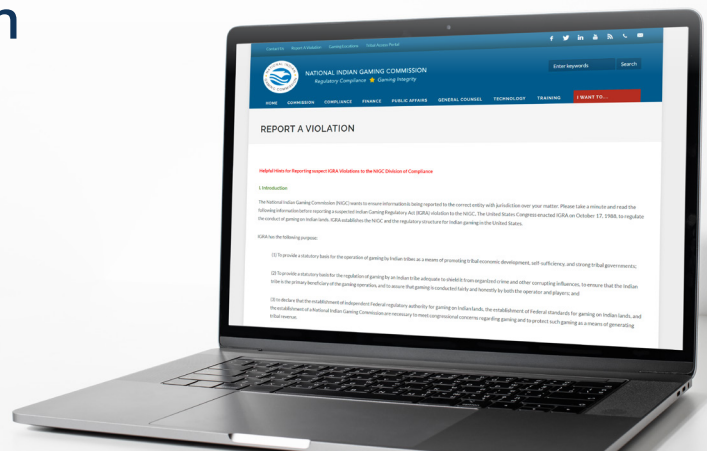 n
Contact Us Report A Violation Gaming Locations Tribal Access Portal
NATIONAL INDIAN GAMING COMMISSION
Regulatory Compliance Gaming Integrity
Enter keywords Search
HOME COMMISSION COMPLIANCE FINANCE PUBLIC AFFAIRS GENERAL COUNSEL TECHNOLOGY TRAINING I WANT TO...
REPORT A VIOLATION
Helpful Hints for Reporting suspect IGRA Violations to the NIGC Division of Compliance
I Introduction
The National Indian Gaming Commission (NIGC) wants to ensure information is being reported to the correct entity with jurisdiction over your matter. Please take a minute and read the
following information before reporting a suspected Indian Gaming Regulatory Act (IGRA) violation to the NIGC. The United States Congress enacted IGRA on October 17, 1988, to regulate
the conduct of gaming on Indian lands. IGRA establishes the NIGC and the regulatory structure for Indian gaming in the United States.
IGRA has the following purpose:
(1) To provide a statutory basis for the operation of gaming by Indian tribes as a means of promoting tribal economic development, self-sufficiency, and strong tribal governments;
(2) To provide a statutory basis for the regulation of gaming by an Indian tribe adequate to shield it from organized crime and other corrupting influences, to ensure that the Indian
tribe is the primary beneficiary of the gaming operation, and to ensure that gaming is conducted fairly and honestly by both the operator and players; and
(3) to declare that the establishment of independent Federal regulatory authority for gaming on Indian lands, the establishment of Federal standards for gaming on Indian lands, and
the establishment of a National Indian Gaming Commission are necessary to meet congressional concerns regarding gaming and to protect such gaming as a means of generating
tribal revenue.